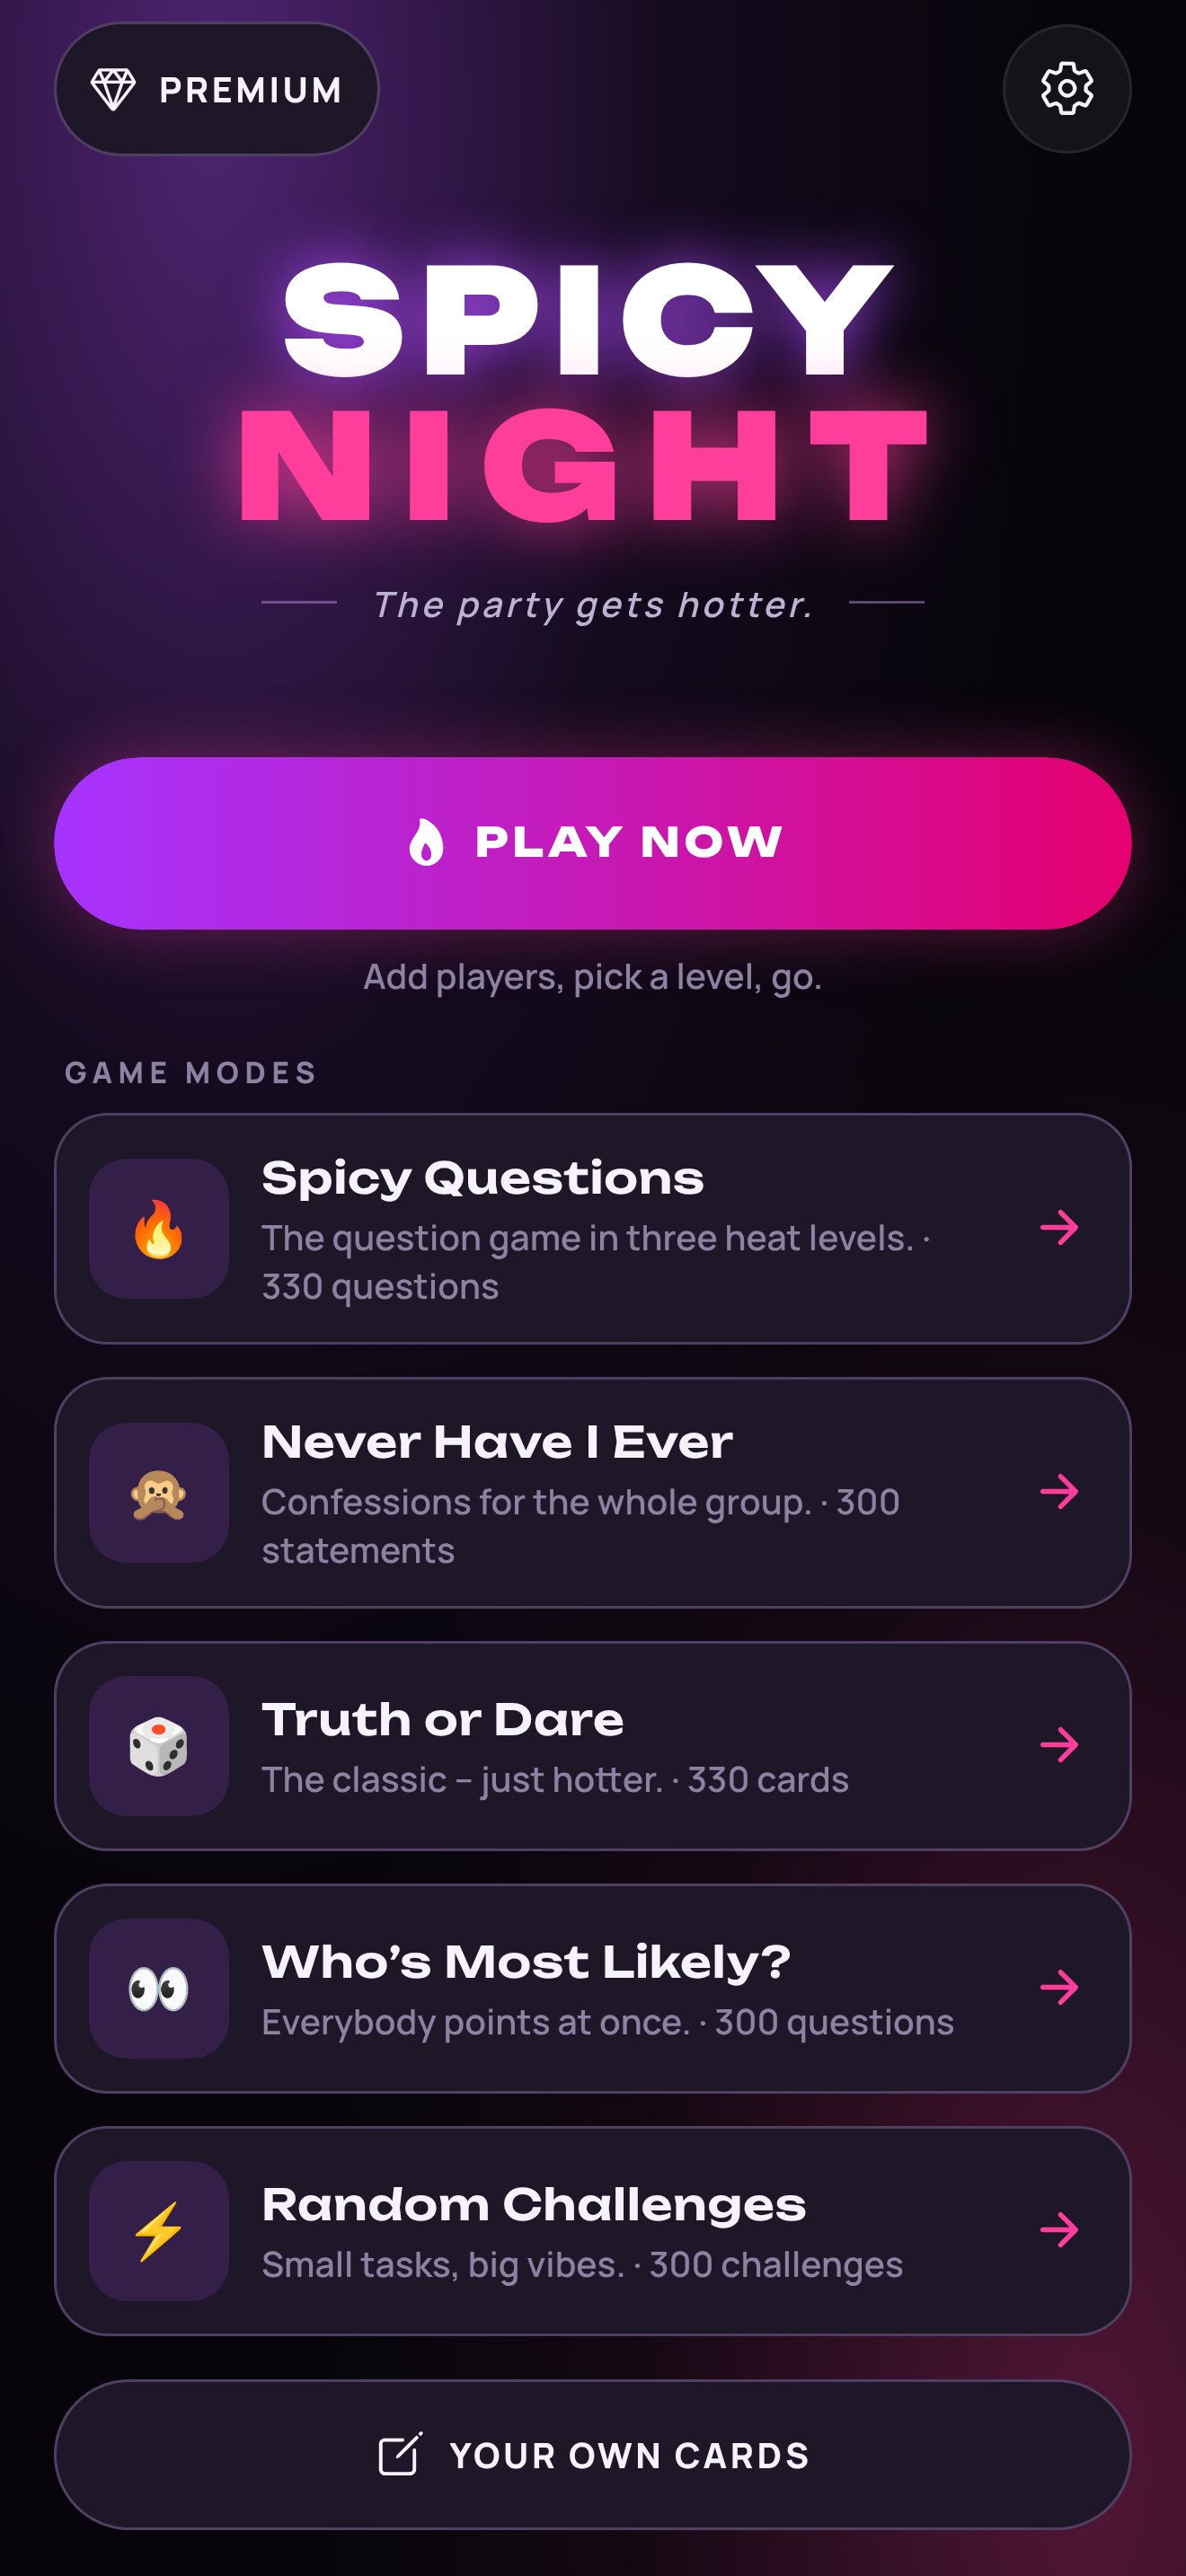 PREMIUM
SPICY
NIGHT
The party gets hotter.
PLAY NOW
Add players, pick a level, go.
GAME MODES
Spicy Questions
The question game in three heat levels. ·
330 questions
Never Have I Ever
Confessions for the whole group. · 300
statements
Truth or Dare
The classic – just hotter. · 330 cards
Who’s Most Likely?
Everybody points at once. · 300 questions
Random Challenges
Small tasks, big vibes. · 300 challenges
YOUR OWN CARDS